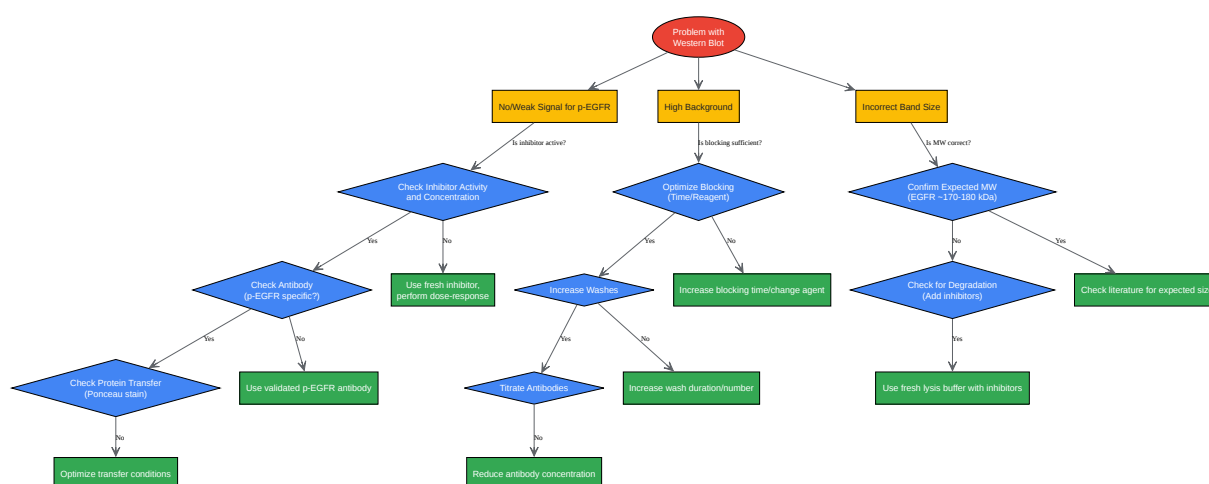 Problem with
Western Blot
No/Weak Signal for p-EGFR
High Background
Incorrect Band Size
Is inhibitor active?
Is blocking sufficient?
Is MW correct?
Check Inhibitor Activity
and Concentration
Optimize Blocking
(Time/Reagent)
Confirm Expected MW
(EGFR ~170-180 kDa)
Yes
No
Yes
No
No
Yes
Check Antibody
(p-EGFR specific?)
Use fresh inhibitor,
perform dose-response
Increase Washes
Increase blocking time/change agent
Check for Degradation
(Add inhibitors)
Check literature for expected size
Yes
No
Yes
No
Yes
Check Protein Transfer
(Ponceau stain)
Use validated p-EGFR antibody
Titrate Antibodies
Increase wash duration/number
Use fresh lysis buffer with inhibitors
No
No
Optimize transfer conditions
Reduce antibody concentration